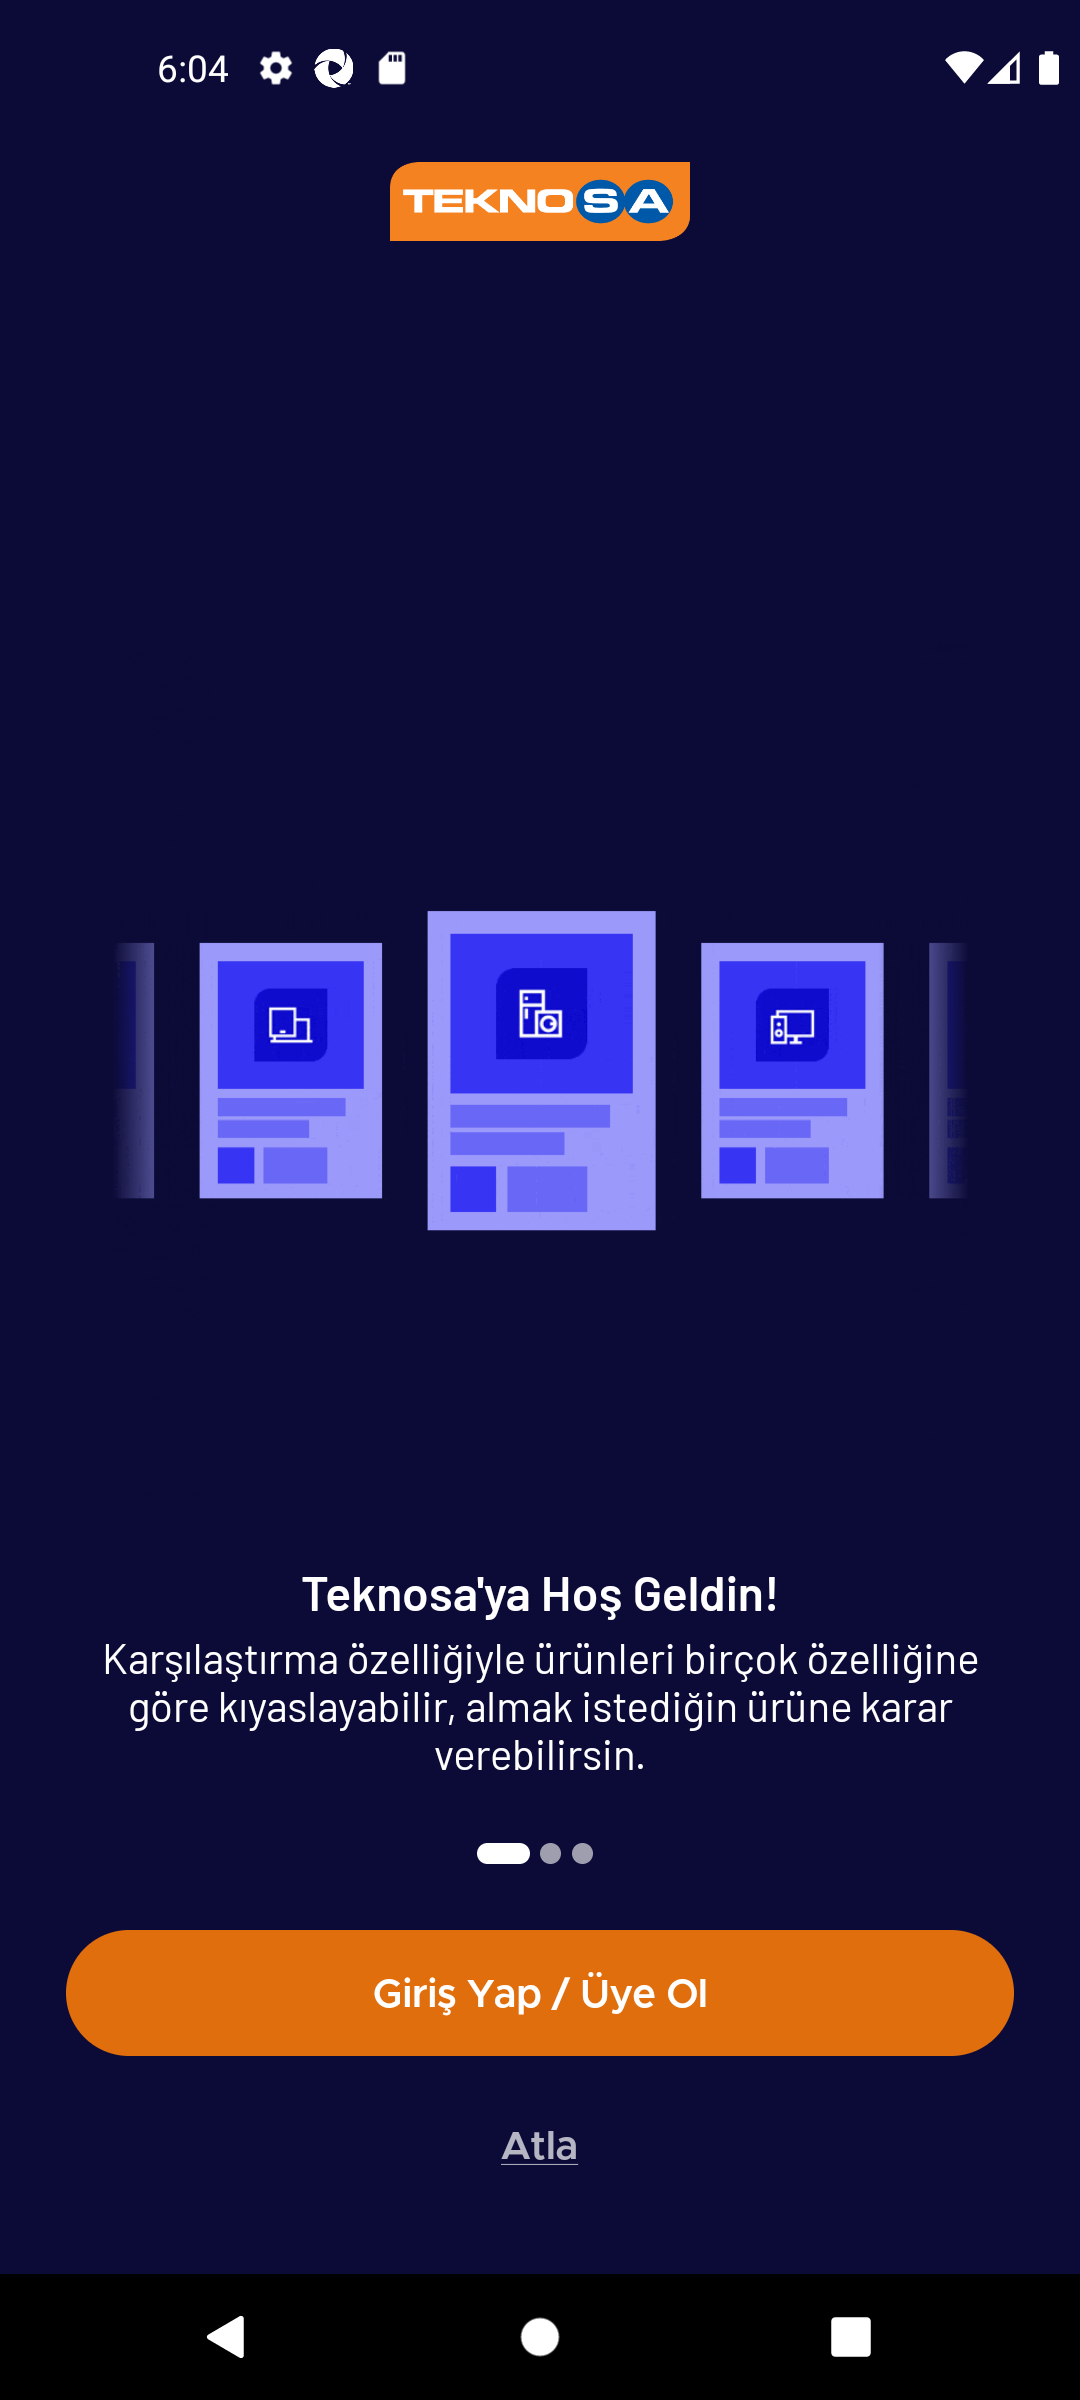 6:04
TEKNOSA
Teknosa'ya Hoş Geldin!
Karşılaştırma özelliğiyle ürünleri birçok özelliğine
göre kıyaslayabilir, almak istediğin ürüne karar
verebilirsin.
Giriş Yap / Üye Ol
Atla